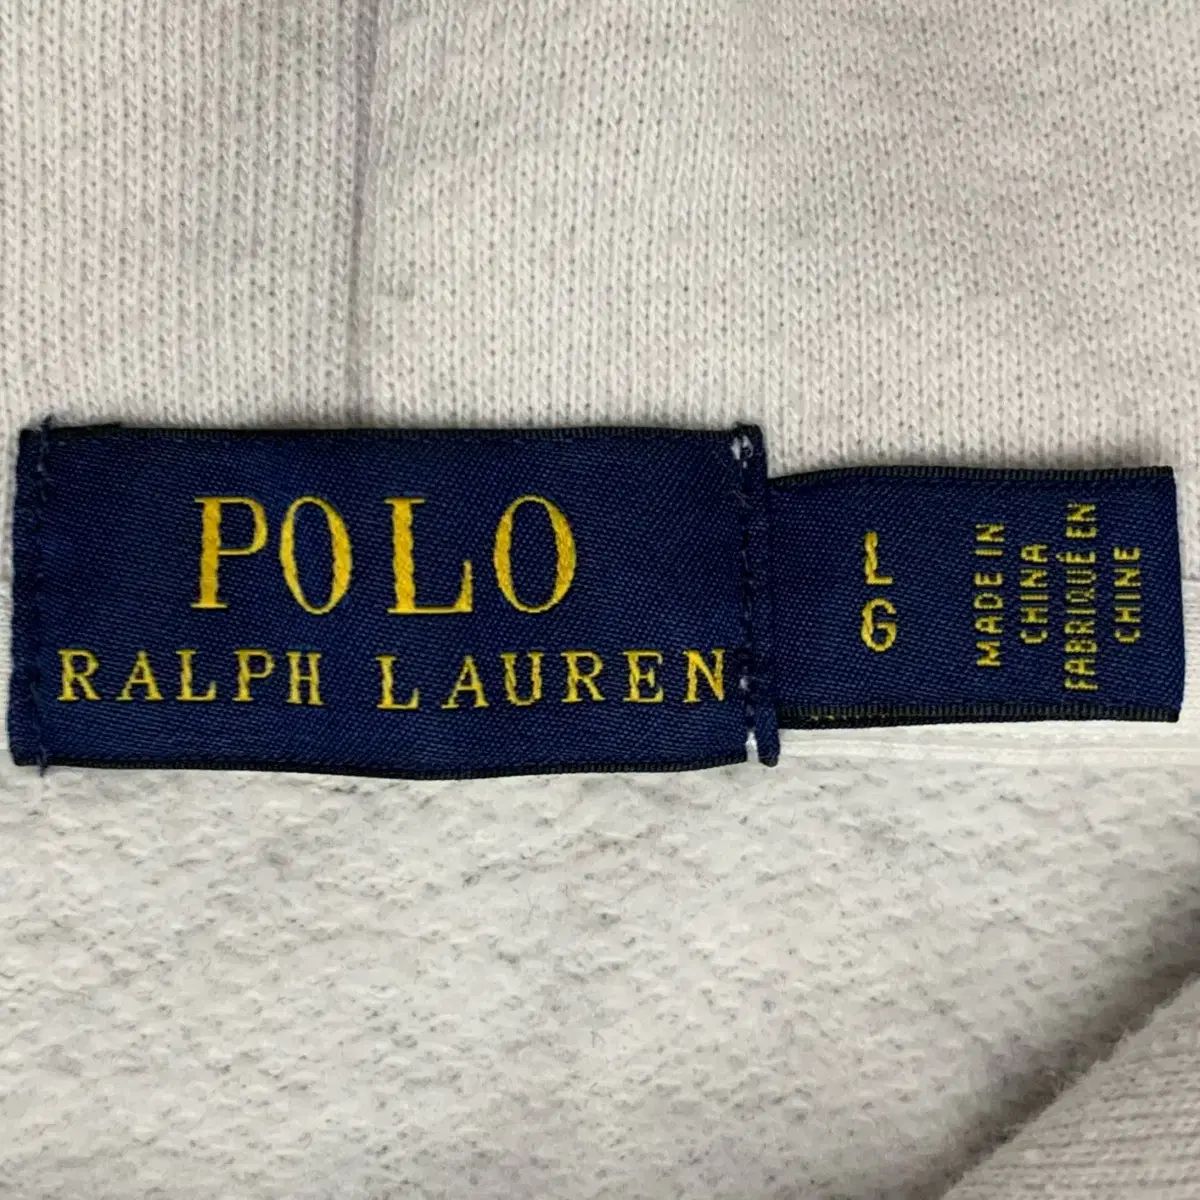 POLO
RALPH LAUREN
L
G
MADE IN
CHINA
FABRIQUÉ EN
CHINE